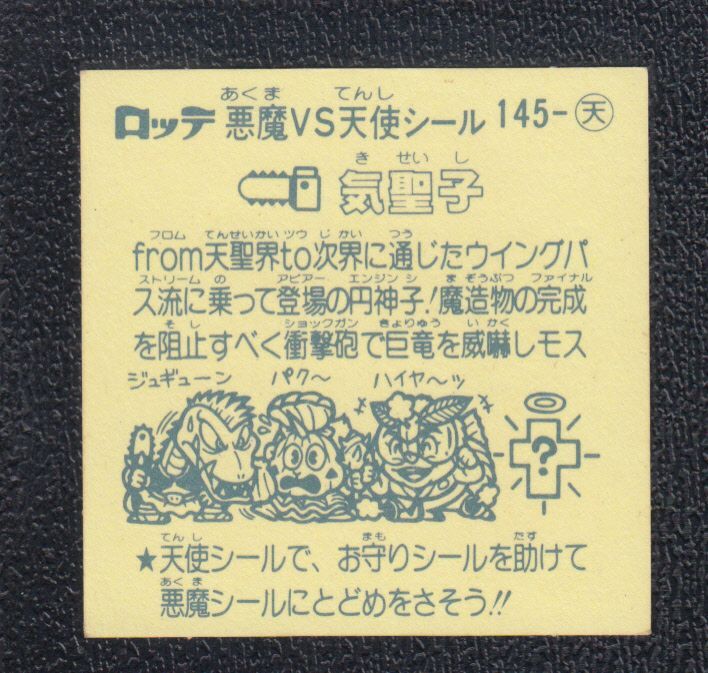 ロッテ 悪魔VS天使シール 145-天
あくま てんし
気聖子
き せいし
フロム てんせいかい ツウ じかい つう
from天聖界to次界に通じたウイングパ
ストリーム の アピアー エンジン シ まぞうぶつ ファイナル
ス流に乗って登場の円神子!魔造物の完成
そし ショックガン きょりゅう いかく
を阻止すべく衝撃砲で巨竜を威嚇しモス
ジュギューン パク〜 ハイヤ〜ッ
?
てんし まも たす
★天使シールで、お守りシールを助けて
あくま
悪魔シールにとどめをさそう!!